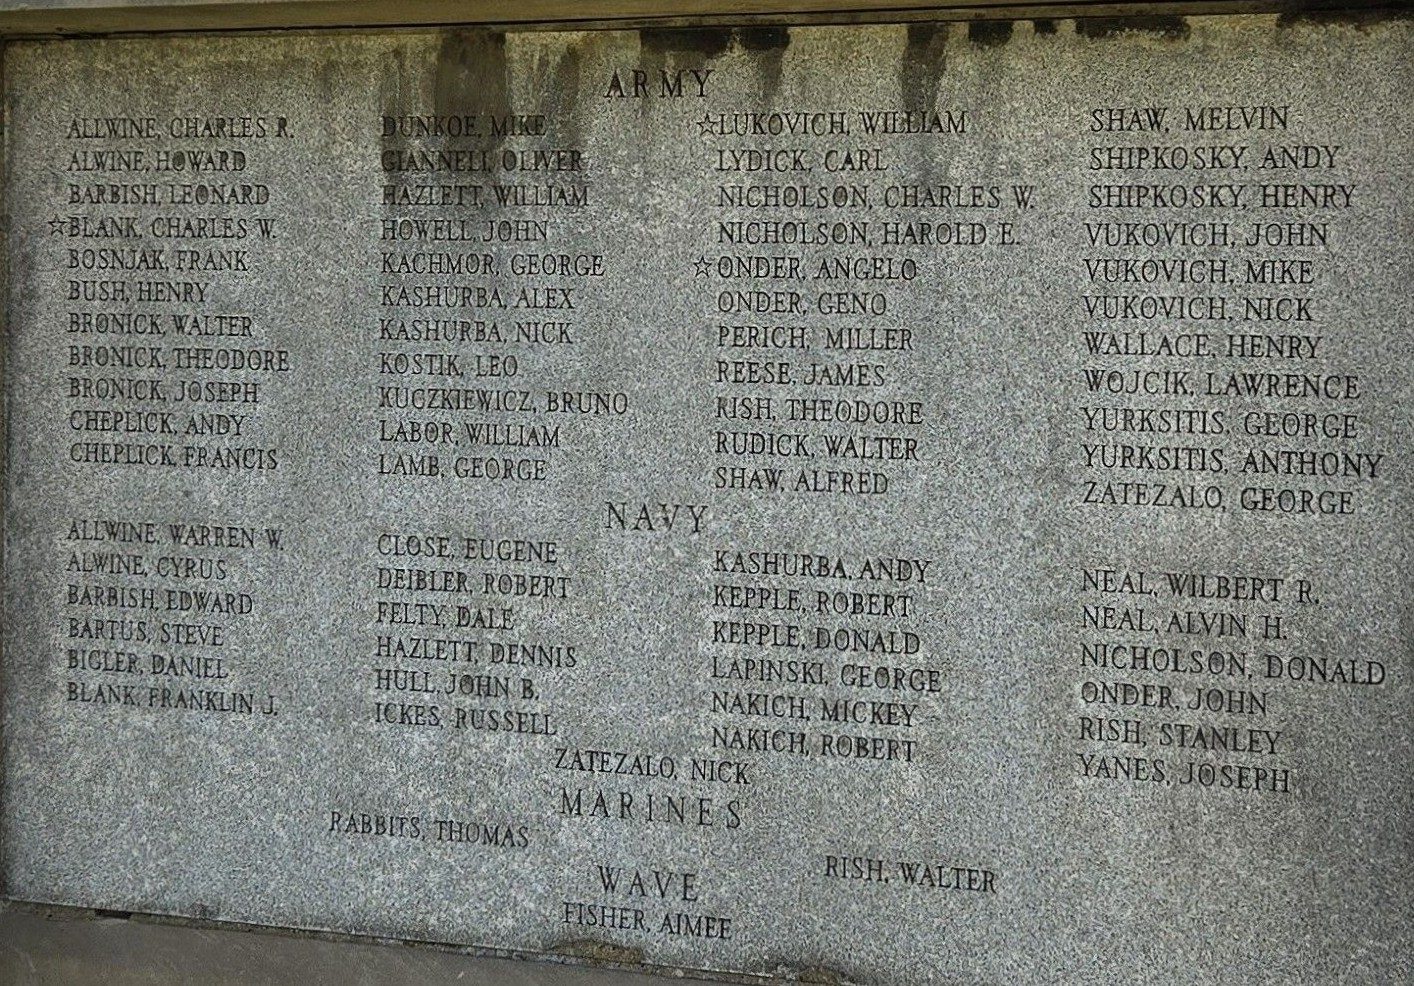 ARMY
ALLWINE, CHARLES R.
ALWINE, HOWARD
BARBISH, LEONARD
☆BLANK, CHARLES W.
BOSNJAK, FRANK
BUSH, HENRY
BRONICK, WALTER
BRONICK, THEODORE
BRONICK, JOSEPH
CHEPLICK, ANDY
CHEPLICK, FRANCIS
DUNKOE, MIKE
GIANNELL, OLIVER
HAZLETT, WILLIAM
HOWELL, JOHN
KACHMOR, GEORGE
KASHURBA, ALEX
KASHURBA, NICK
KOSTIK, LEO
KUCZKIEWICZ, BRUNO
LABOR, WILLIAM
LAMB, GEORGE
☆LUKOVICH, WILLIAM
LYDICK, CARL
NICHOLSON, CHARLES W.
NICHOLSON, HAROLD E.
☆ONDER, ANGELO
ONDER, GENO
PERICH, MILLER
REESE, JAMES
RISH, THEODORE
RUDICK, WALTER
SHAW, ALFRED
SHAW, MELVIN
SHIPKOSKY, ANDY
SHIPKOSKY, HENRY
VUKOVICH, JOHN
VUKOVICH, MIKE
VUKOVICH, NICK
WALLACE, HENRY
WOJCIK, LAWRENCE
YURKSITIS, GEORGE
YURKSITIS, ANTHONY
ZATEZALO, GEORGE
NAVY
ALLWINE, WARREN W.
ALWINE, CYRUS
BARBISH, EDWARD
BARTUS, STEVE
BIGLER, DANIEL
BLANK, FRANKLIN J.
CLOSE, EUGENE
DEIBLER, ROBERT
FELTY, DALE
HAZLETT, DENNIS
HULL, JOHN B.
ICKES, RUSSELL
KASHURBA, ANDY
KEPPLE, ROBERT
KEPPLE, DONALD
LAPINSKI, GEORGE
NAKICH, MICKEY
NAKICH, ROBERT
NEAL, WILBERT R.
NEAL, ALVIN H.
NICHOLSON, DONALD
ONDER, JOHN
RISH, STANLEY
YANES, JOSEPH
ZATEZALO, NICK
MARINES
RABBITS, THOMAS
RISH, WALTER
WAVE
FISHER, AIMEE